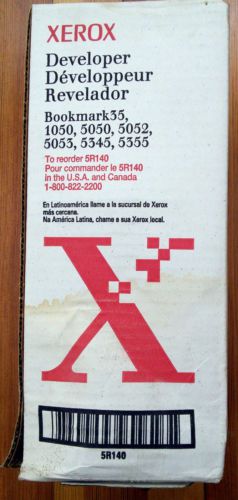 XEROX
Developer
Développeur
Revelador
Bookmark35,
1050, 5050, 5052,
5053, 5345, 5355
To reorder 5R140
Pour commander le 5R140
in the U.S.A. and Canada
1-800-822-2200
En Latinoamérica llame a la sucursal de Xerox
más cercana.
Na América Latina, chame a sua Xerox local.
5R140